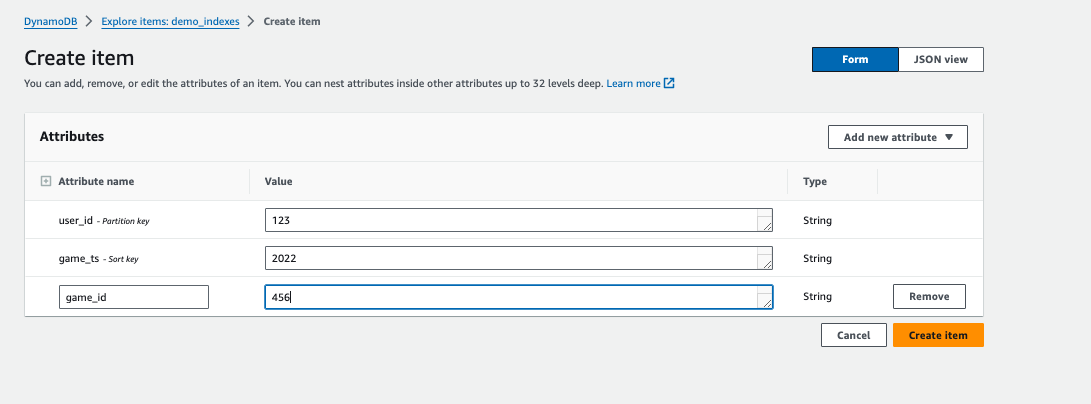 DynamoDB > Explore items: demo_indexes > Create item
Create item
Form JSON view
You can add, remove, or edit the attributes of an item. You can nest attributes inside other attributes up to 32 levels deep. Learn more
Attributes
Add new attribute
Attribute name Value Type
user_id - Partition key 123 String
game_ts - Sort key 2022 String
game_id 456 String Remove
Cancel Create item